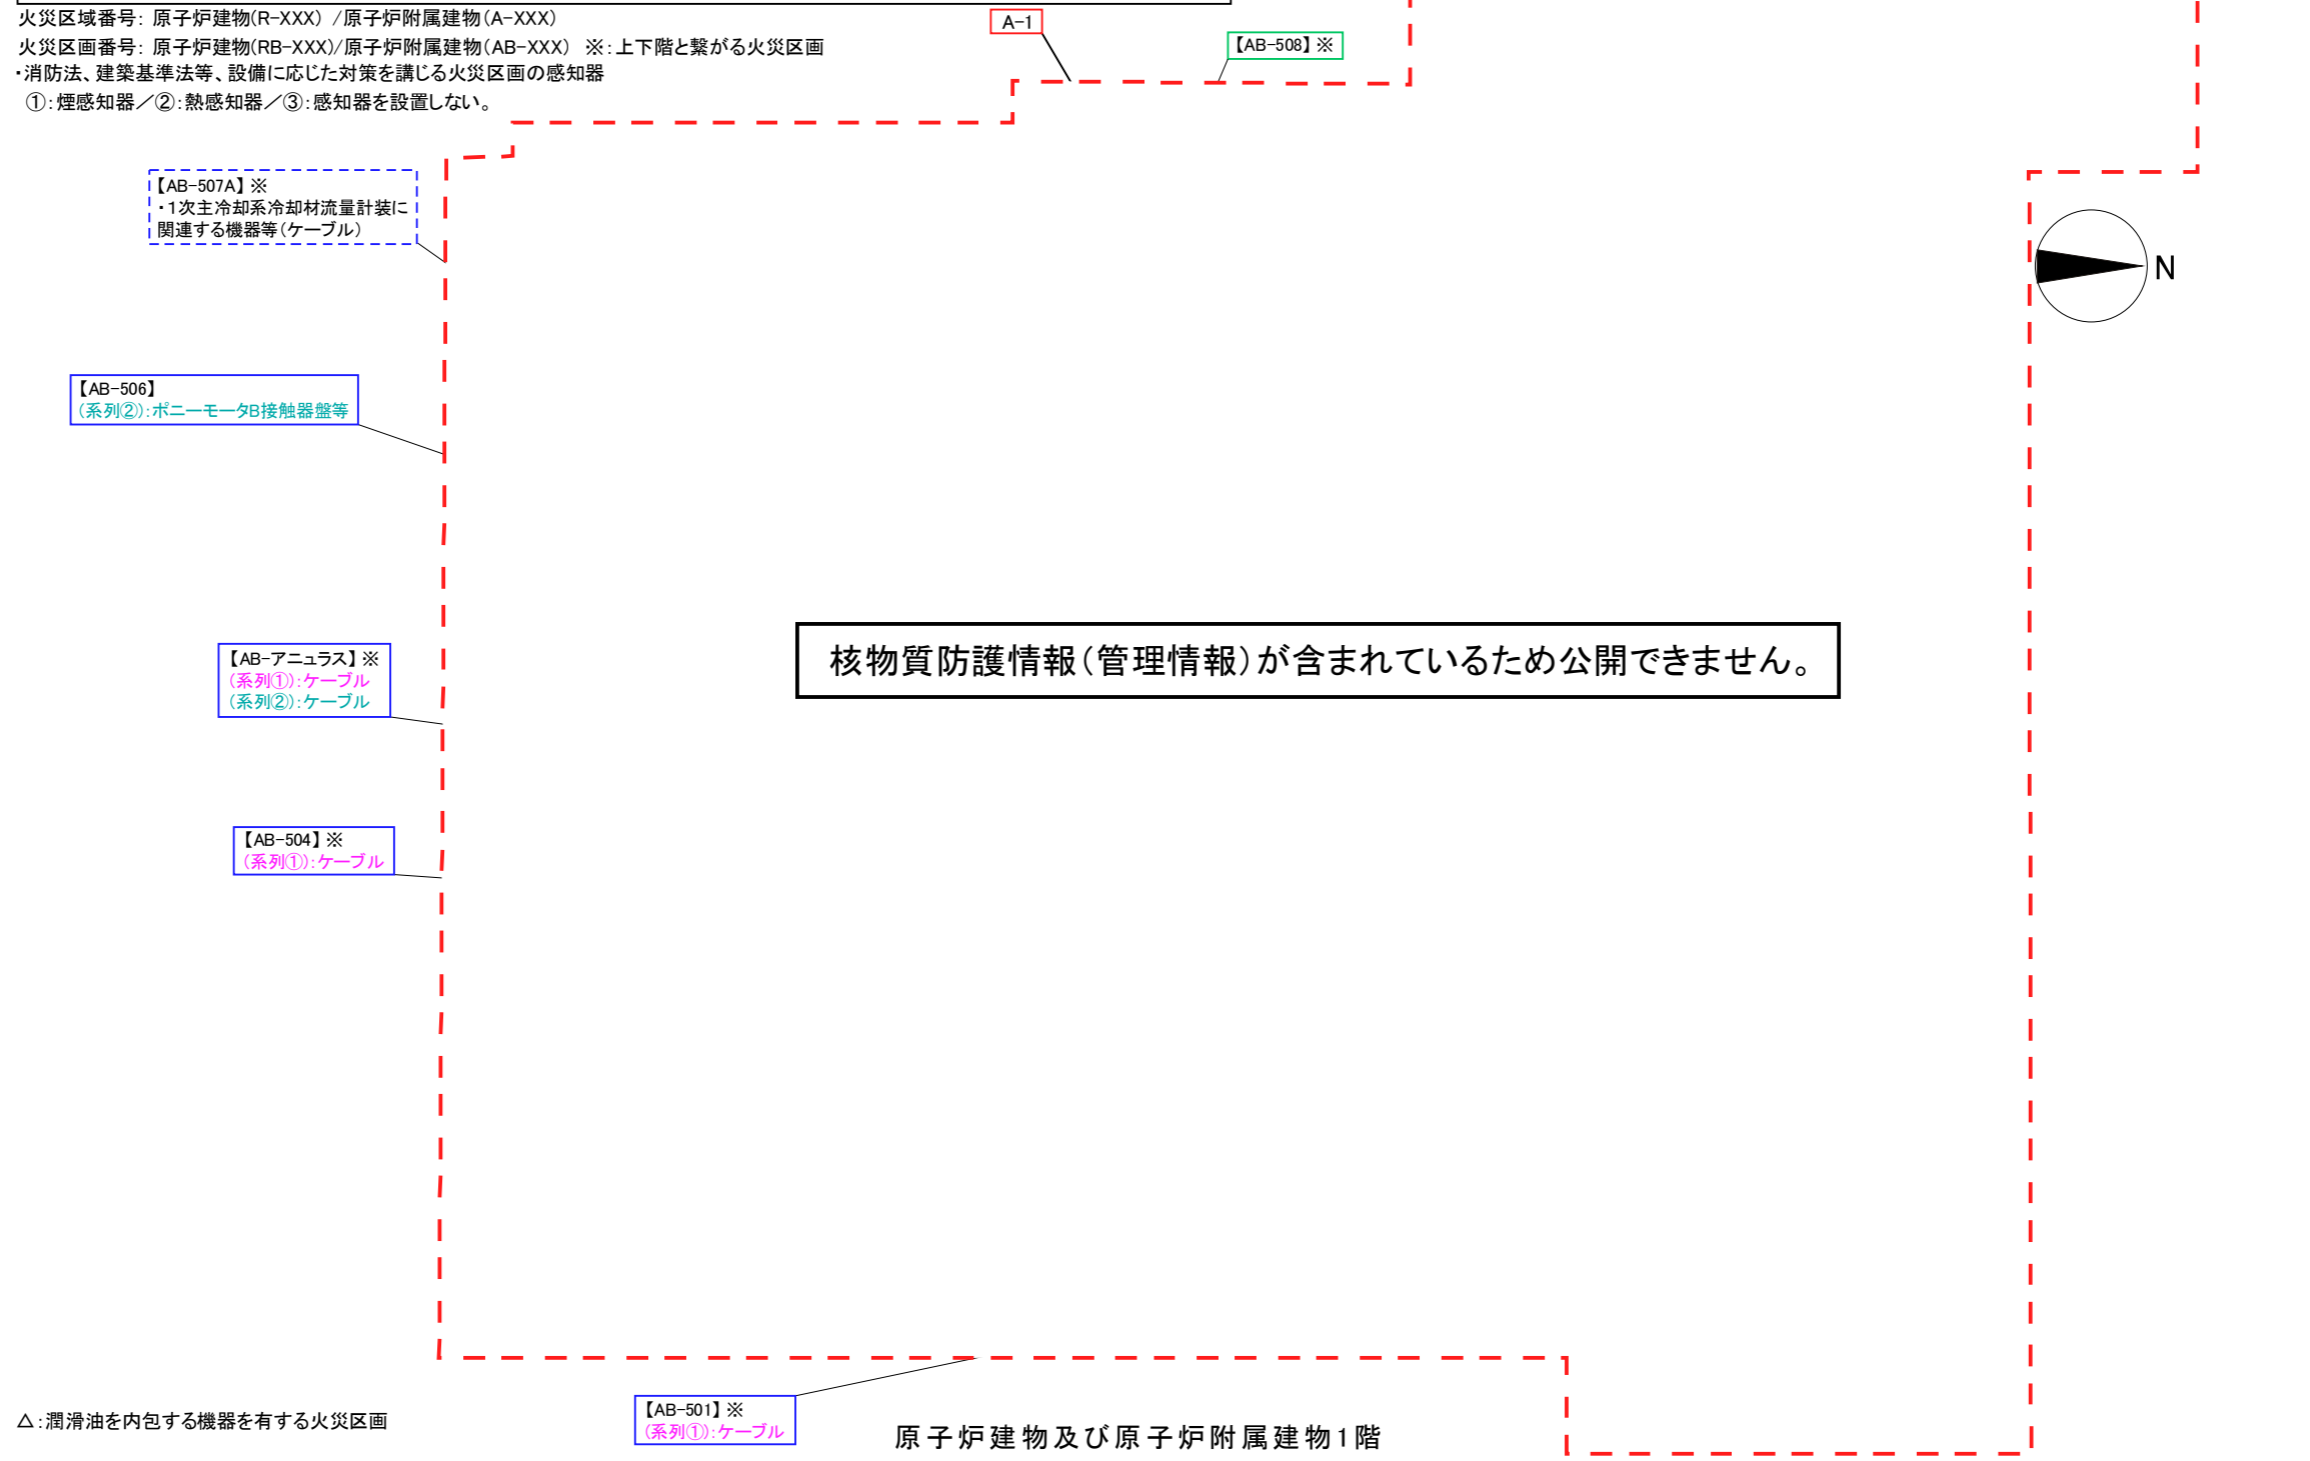 火災区域番号: 原子炉建物(R-XXX) /原子炉附属建物(A-XXX)
火災区画番号: 原子炉建物(RB-XXX)/原子炉附属建物(AB-XXX) ※:上下階と繋がる火災区画
・消防法、建築基準法等、設備に応じた対策を講じる火災区画の感知器
①:煙感知器/②:熱感知器/③:感知器を設置しない。
A-1
【AB-508】※
【AB-507A】※
・1次主冷却系冷却材流量計装に
関連する機器等(ケーブル)
N
【AB-506】
(系列②):ポニーモータB接触器盤等
【AB-アニュラス】※
(系列①):ケーブル
(系列②):ケーブル
核物質防護情報(管理情報)が含まれているため公開できません。
【AB-504】※
(系列①):ケーブル
【AB-501】※
(系列①):ケーブル
△:潤滑油を内包する機器を有する火災区画
原子炉建物及び原子炉附属建物1階